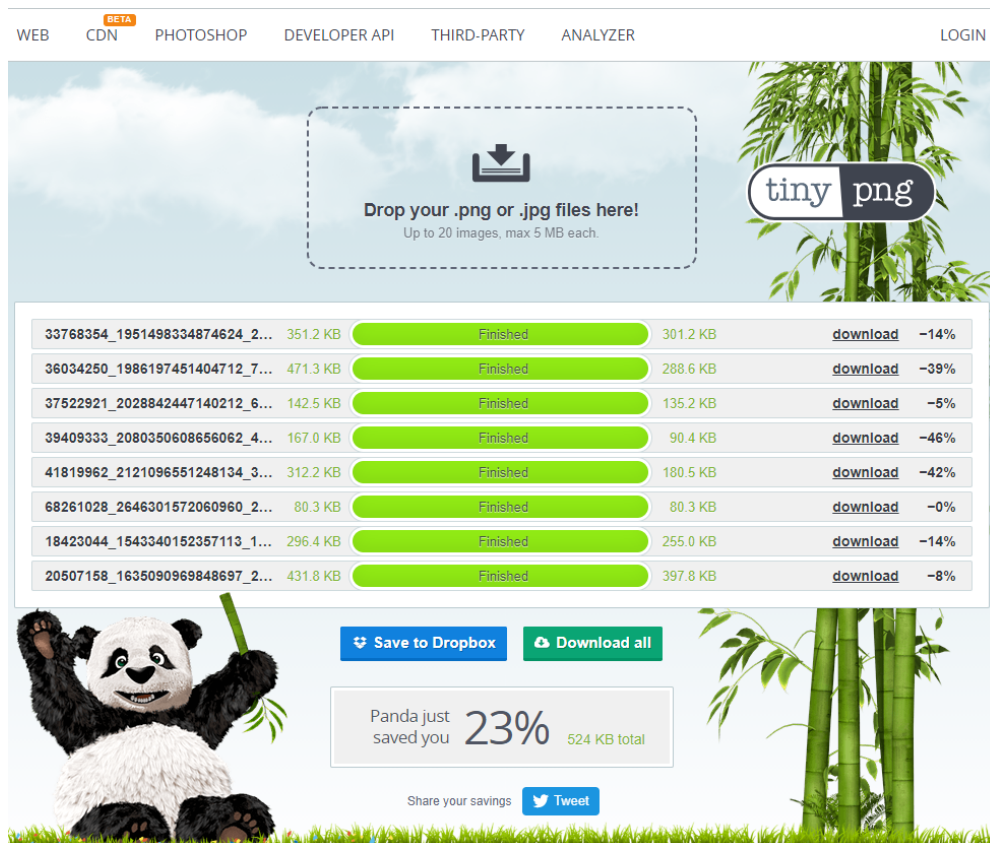 BETA
WEB CDN PHOTOSHOP DEVELOPER API THIRD-PARTY ANALYZER LOGIN
Drop your .png or .jpg files here!
Up to 20 images, max 5 MB each.
tiny png
33768354_1951498334874624_2... 351.2 KB Finished 301.2 KB download −14%
36034250_1986197451404712_7... 471.3 KB Finished 288.6 KB download −39%
37522921_2028842447140212_6... 142.5 KB Finished 135.2 KB download −5%
39409333_2080350608656062_4... 167.0 KB Finished 90.4 KB download −46%
41819962_2121096551248134_3... 312.2 KB Finished 180.5 KB download −42%
68261028_2646301572060960_2... 80.3 KB Finished 80.3 KB download −0%
18423044_1543340152357113_1... 296.4 KB Finished 255.0 KB download −14%
20507158_1635090969848697_2... 431.8 KB Finished 397.8 KB download −8%
Save to Dropbox Download all
Panda just
saved you 23% 524 KB total
Share your savings Tweet